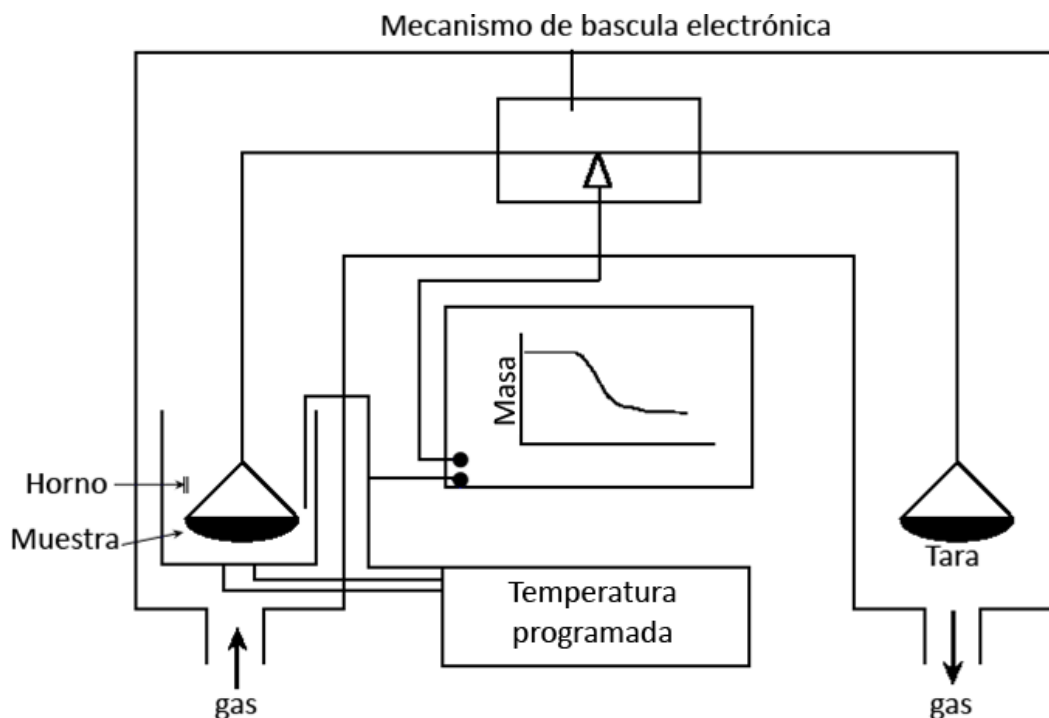 Mecanismo de bascula electrónica
Masa
Horno
Muestra
Tara
Temperatura
programada
gas
gas